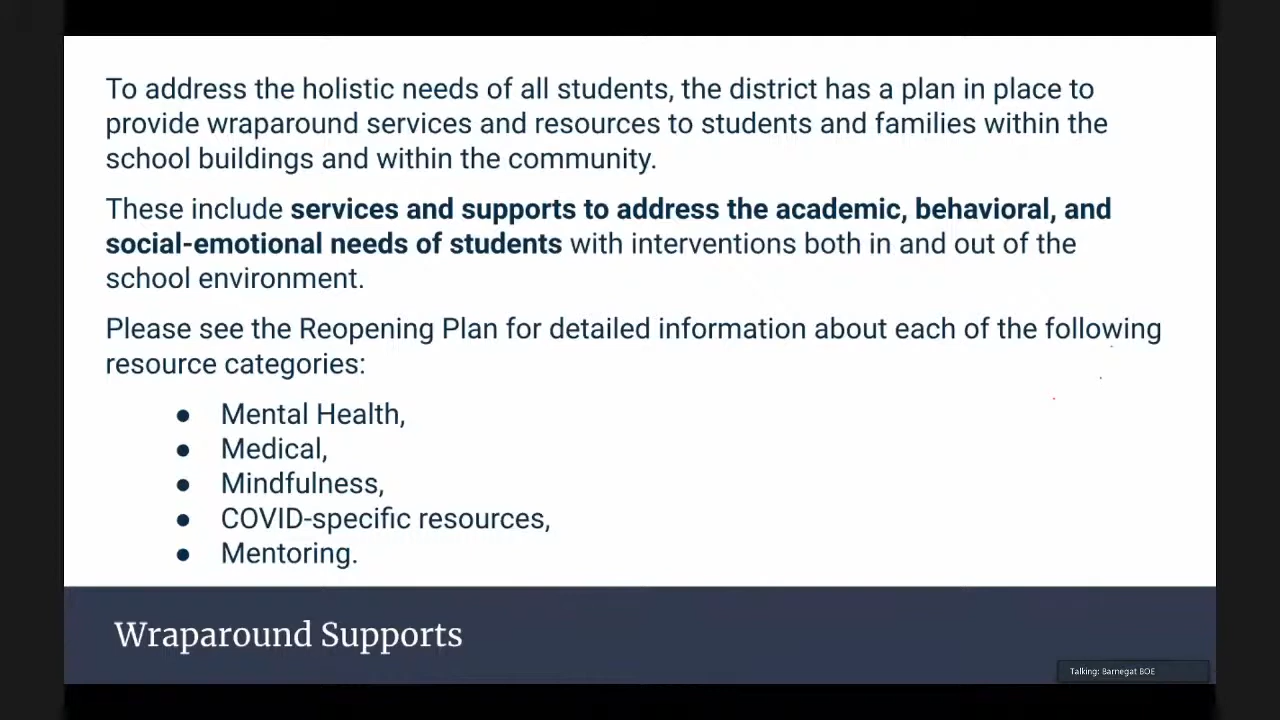 To address the holistic needs of all students, the district has a plan in place to
provide wraparound services and resources to students and families within the
school buildings and within the community.
These include services and supports to address the academic, behavioral, and
social-emotional needs of students with interventions both in and out of the
school environment.
Please see the Reopening Plan for detailed information about each of the following
resource categories:
● Mental Health,
● Medical,
● Mindfulness,
● COVID-specific resources,
● Mentoring.
Wraparound Supports
Talking: Barnegat BOE